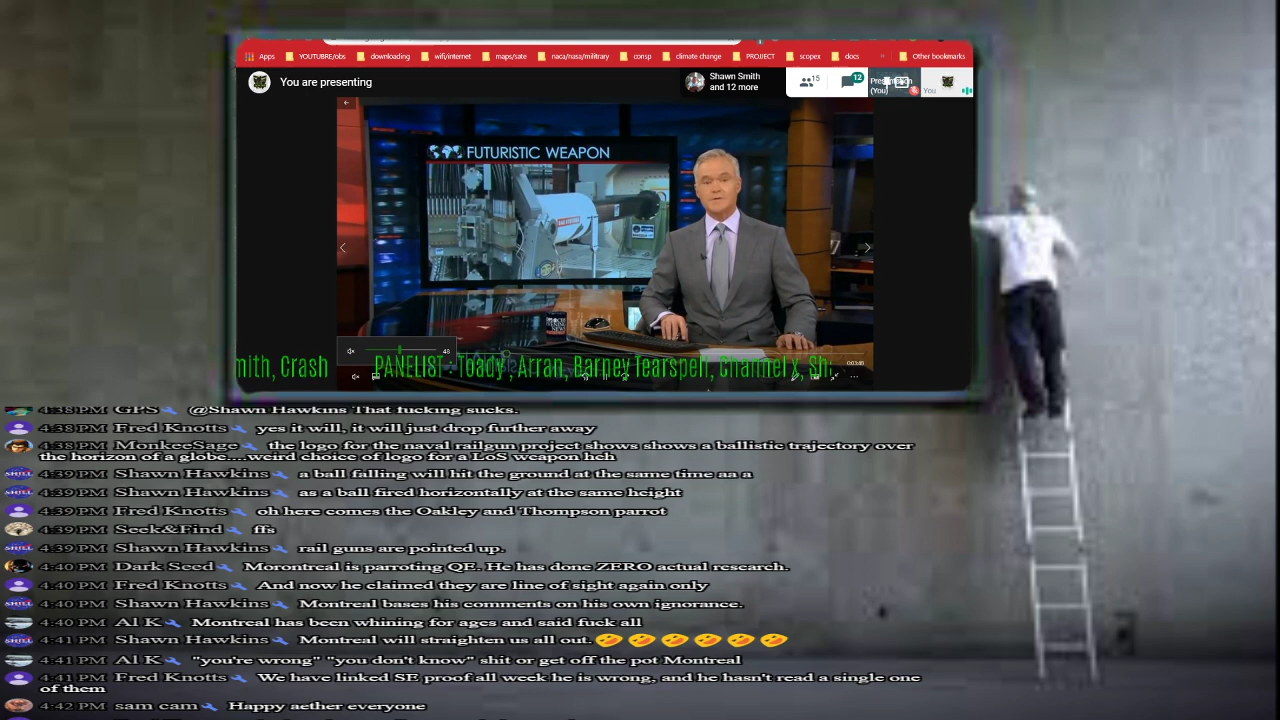 Apps YOUTUBRE/obs downloading wifi/internet maps/sate naca/nasa/militrary consp climate change PROJECT scopex docs Other bookmarks
You are presenting
Shawn Smith
and 12 more
15
12
(You)
You
FUTURISTIC WEAPON
48
0:03:48
mith, Crash PANELIST : Toady, Arran, Barney Tearspell, Channel x, Sh
4:38 PM GPS @Shawn Hawkins That fucking sucks.
4:38 PM Fred Knotts yes it will, it will just drop further away
4:38 PM MonkeeSage the logo for the naval railgun project shows shows a ballistic trajectory over
the horizon of a globe....weird choice of logo for a LoS weapon heh
4:39 PM Shawn Hawkins a ball falling will hit the ground at the same time aa a
4:39 PM Shawn Hawkins as a ball fired horizontally at the same height
4:39 PM Fred Knotts oh here comes the Oakley and Thompson parrot
4:39 PM Seek&Find ffs
4:39 PM Shawn Hawkins rail guns are pointed up.
4:40 PM Dark Seed Morontreal is parroting QE. He has done ZERO actual research.
4:40 PM Fred Knotts And now he claimed they are line of sight again only
4:40 PM Shawn Hawkins Montreal bases his comments on his own ignorance.
4:40 PM Al K Montreal has been whining for ages and said fuck all
4:41 PM Shawn Hawkins Montreal will straighten us all out.
4:41 PM Al K "you're wrong" "you don't know" shit or get off the pot Montreal
4:41 PM Fred Knotts We have linked SE proof all week he is wrong, and he hasn't read a single one
of them
4:42 PM sam cam Happy aether everyone